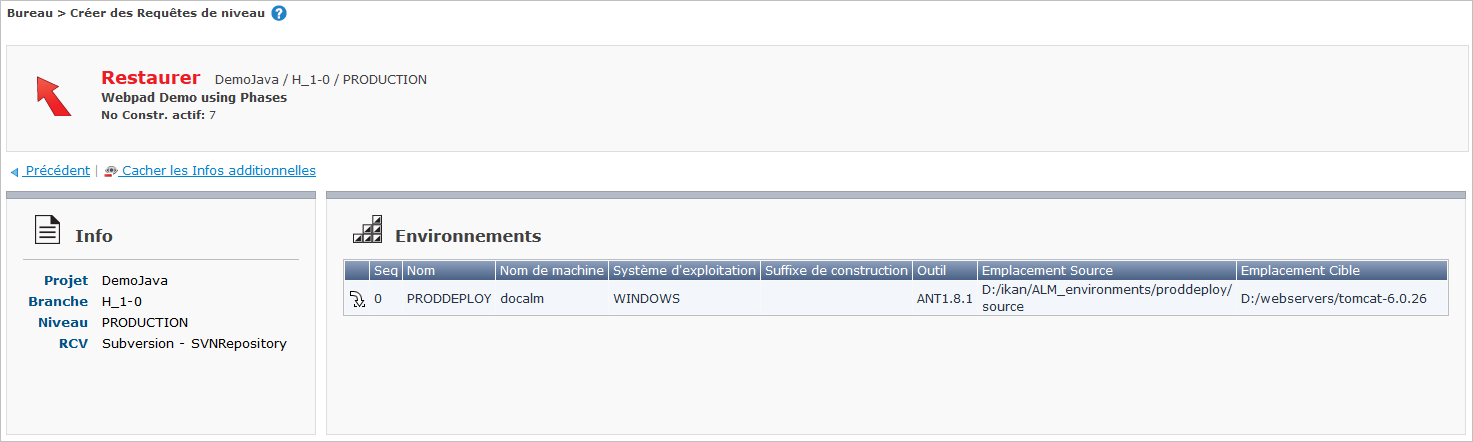 Bureau > Créer des Requêtes de niveau ?
Restaurer DemoJava / H_1-0 / PRODUCTION
Webpad Demo using Phases
No Constr. actif: 7
Précédent | Cacher les Infos additionnelles
Info
Projet DemoJava
Branche H_1-0
Niveau PRODUCTION
RCV Subversion - SVNRepository
Environnements
Seq Nom Nom de machine Système d'exploitation Suffixe de construction Outil Emplacement Source Emplacement Cible
0 PRODDEPLOY docalm WINDOWS ANT1.8.1 D:/ikan/ALM_environments/proddeploy/ D:/webservers/tomcat-6.0.26
source